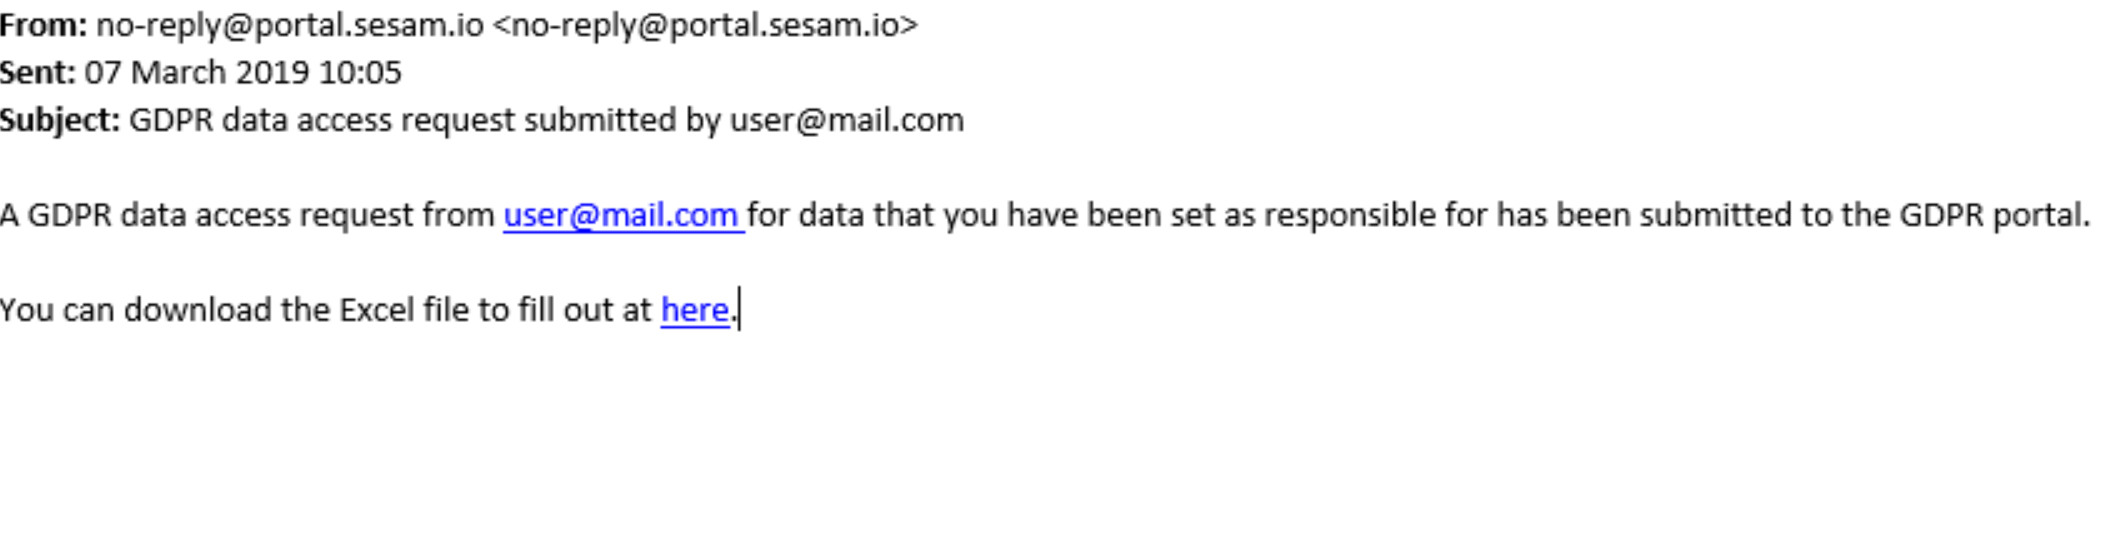 From: no-reply@portal.sesam.io <no-reply@portal.sesam.io>
Sent: 07 March 2019 10:05
Subject: GDPR data access request submitted by user@mail.com
A GDPR data access request from user@mail.com for data that you have been set as responsible for has been submitted to the GDPR portal.
You can download the Excel file to fill out at here.